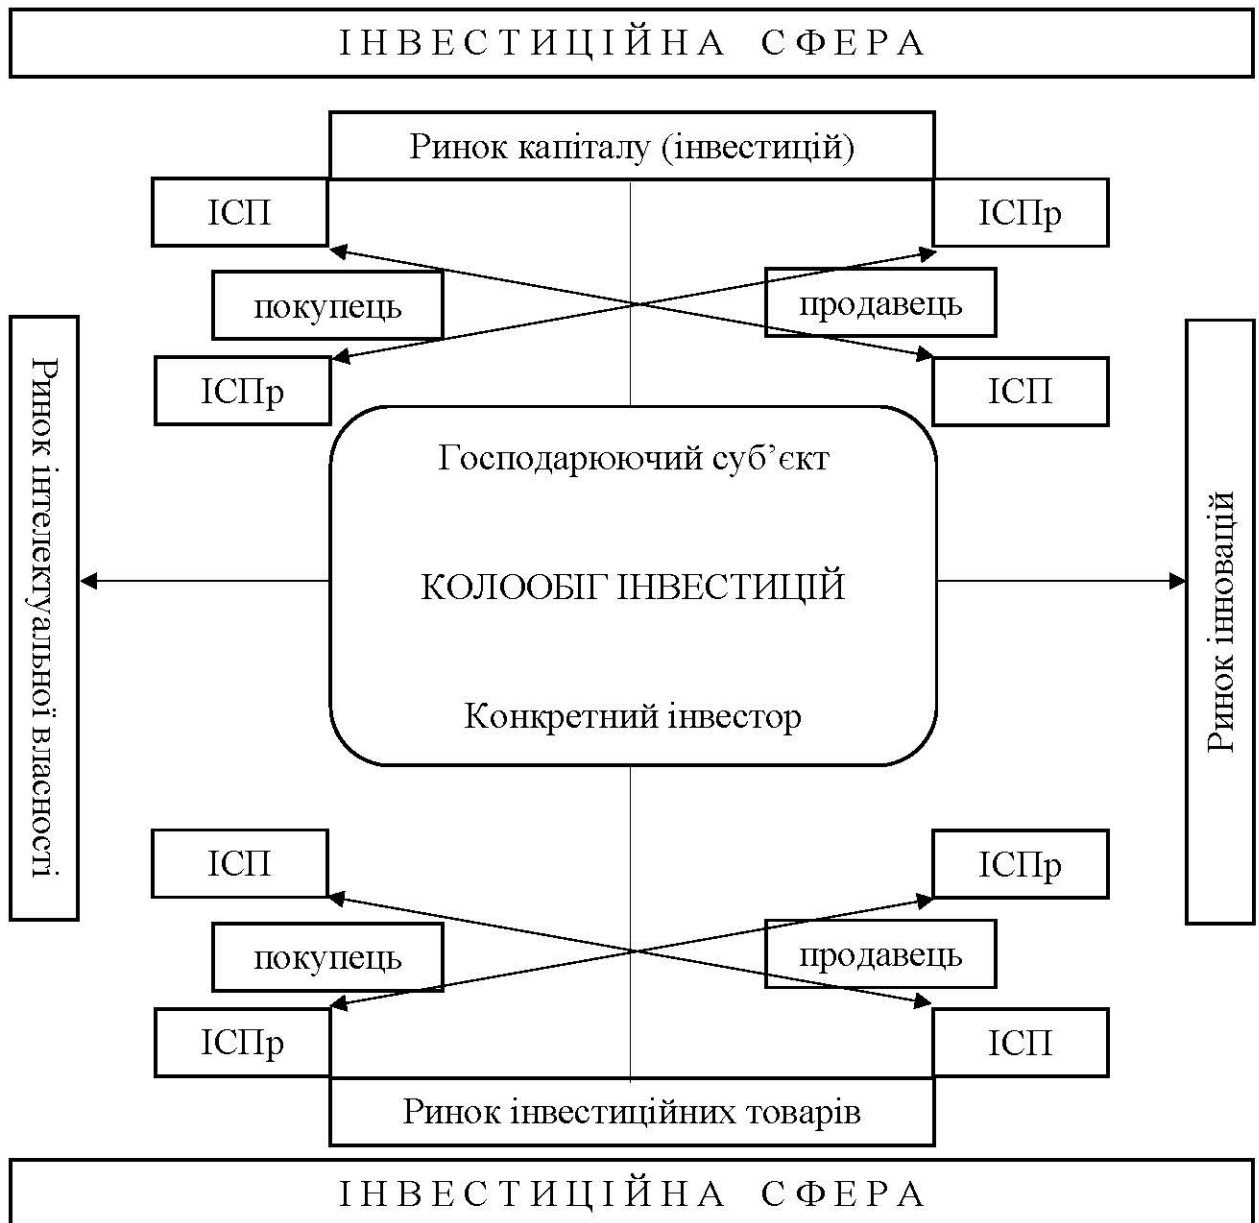 ІНВЕСТИЦІЙНА СФЕРА
Ринок капіталу (інвестицій)
ІСП
ІСПр
покупець
продавець
ІСПр
ІСП
Ринок інтелектуальної власності
Господарюючий суб’єкт
КОЛООБІГ ІНВЕСТИЦІЙ
Конкретний інвестор
Ринок інновацій
ІСП
ІСПр
покупець
продавець
ІСПр
ІСП
Ринок інвестиційних товарів
ІНВЕСТИЦІЙНА СФЕРА